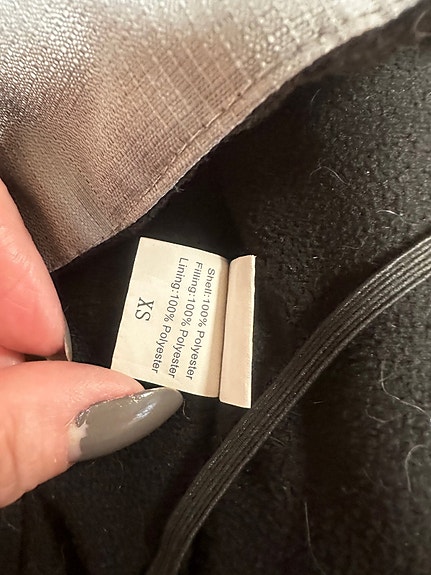 Shell:100% Polyester
Filling:100% Polyester
Lining:100% Polyester
XS